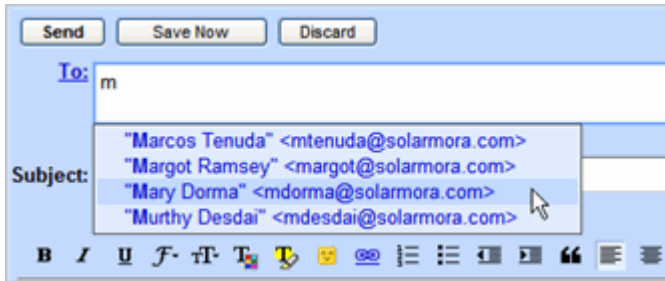 Send Save Now Discard
To: m
"Marcos Tenuda" <mtenuda@solarmora.com>
"Margot Ramsey" <margot@solarmora.com>
Subject:
"Mary Dorma" <mdorma@solarmora.com>
"Murthy Desdai" <mdesdai@solarmora.com>
B I U F T T T